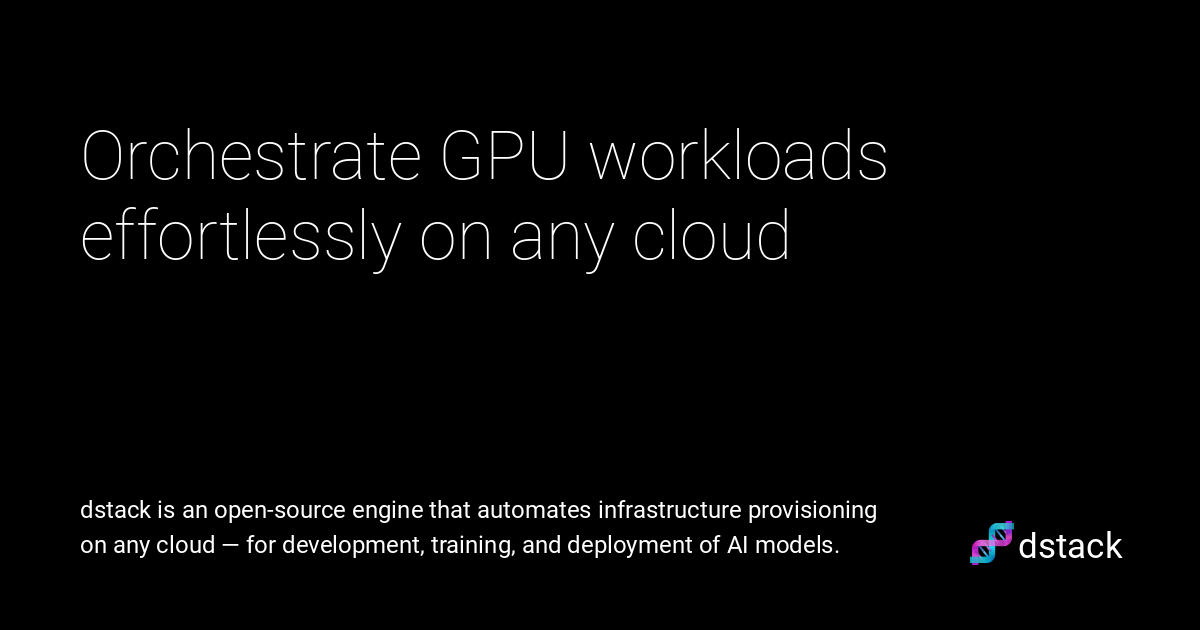 Orchestrate GPU workloads
effortlessly on any cloud
dstack is an open-source engine that automates infrastructure provisioning
on any cloud — for development, training, and deployment of AI models.
dstack